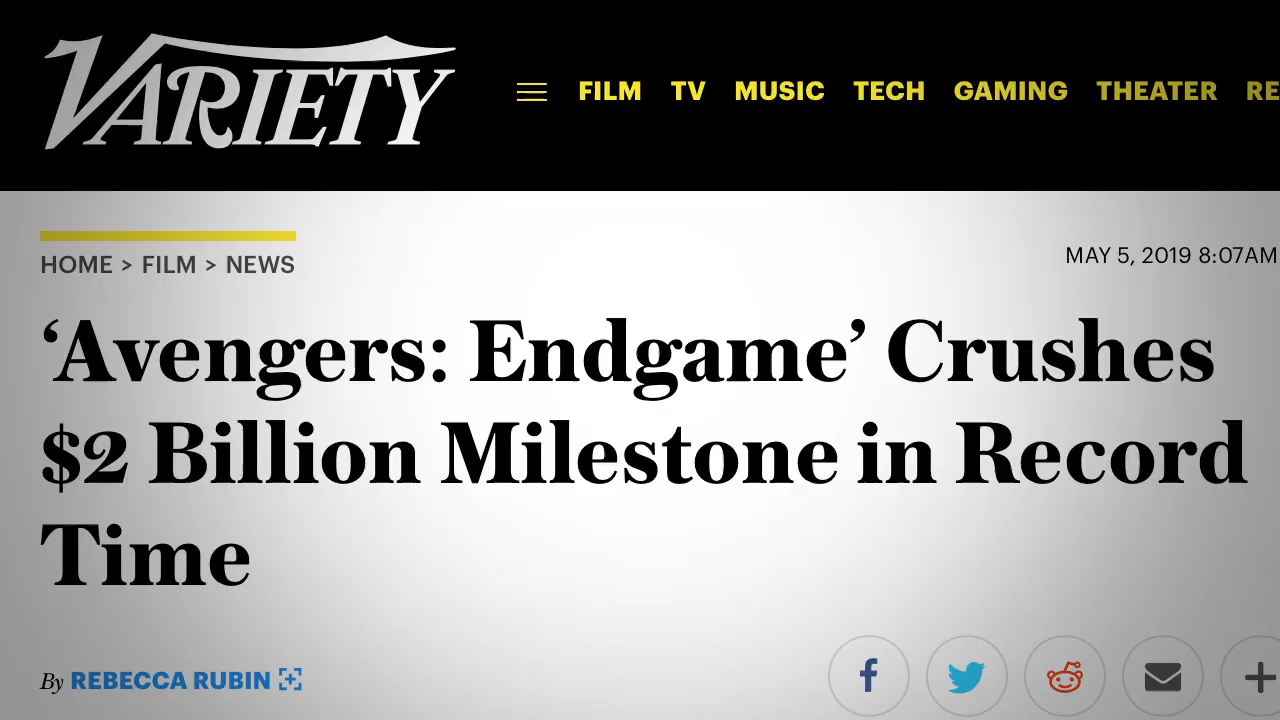 VARIETY
FILM TV MUSIC TECH GAMING THEATER RE
HOME > FILM > NEWS
MAY 5, 2019 8:07AM
‘Avengers: Endgame’ Crushes
$2 Billion Milestone in Record
Time
By REBECCA RUBIN